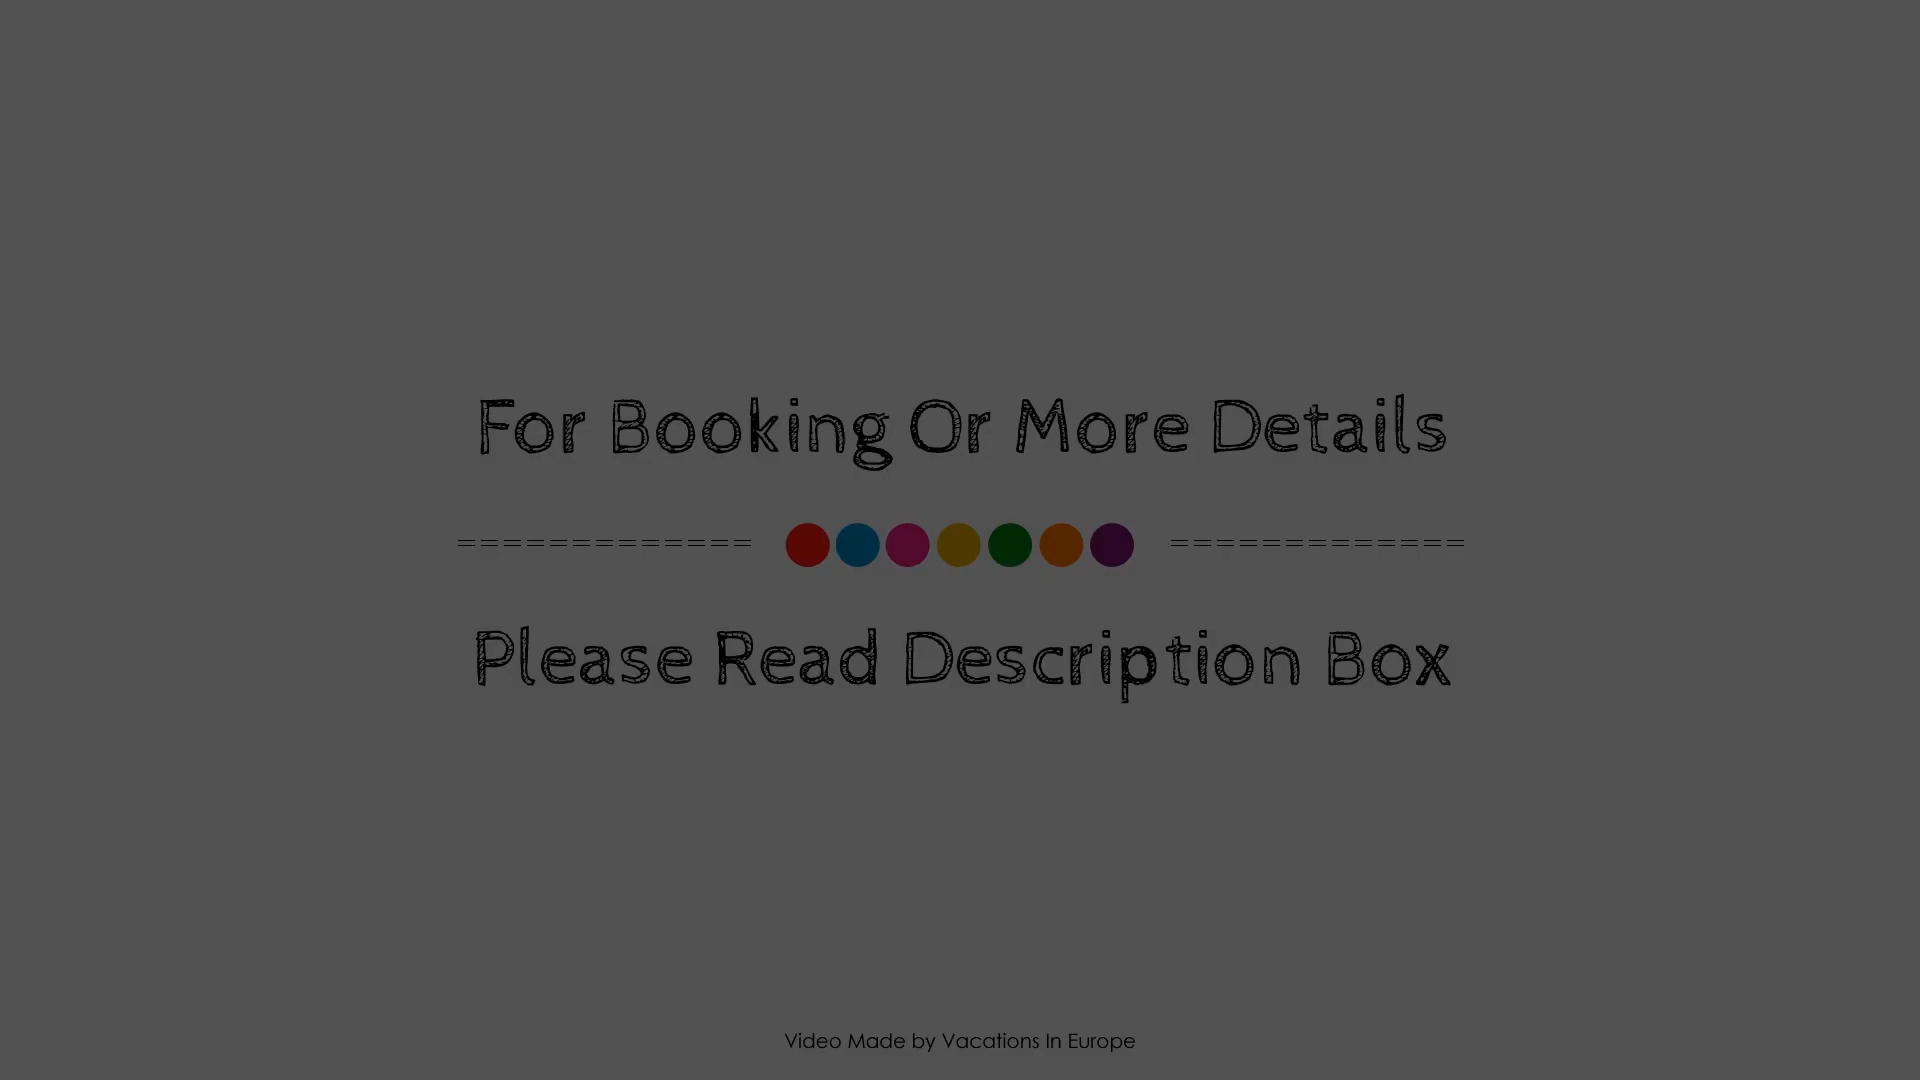 For Booking Or More Details
============= =============
Please Read Description Box
Video Made by Vacations In Europe